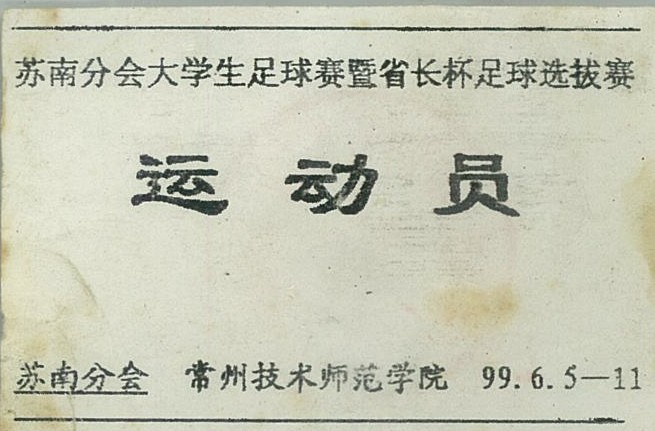 苏南分会大学生足球赛暨省长杯足球选拔赛
运动员
苏南分会 常州技术师范学院 99.6.5—11